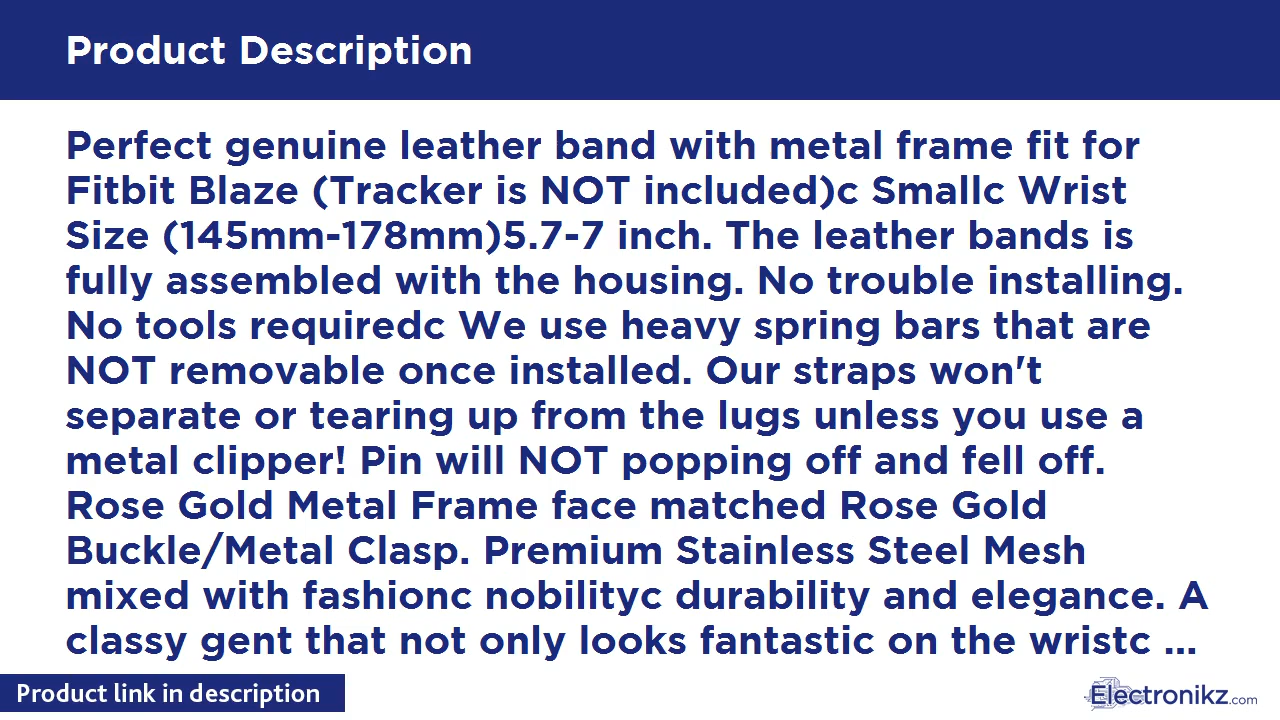 Product Description
Perfect genuine leather band with metal frame fit for
Fitbit Blaze (Tracker is NOT included)c Smallc Wrist
Size (145mm-178mm)5.7-7 inch. The leather bands is
fully assembled with the housing. No trouble installing.
No tools requiredc We use heavy spring bars that are
NOT removable once installed. Our straps won't
separate or tearing up from the lugs unless you use a
metal clipper! Pin will NOT popping off and fell off.
Rose Gold Metal Frame face matched Rose Gold
Buckle/Metal Clasp. Premium Stainless Steel Mesh
mixed with fashionc nobilityc durability and elegance. A
classy gent that not only looks fantastic on the wristc ...
Product link in description
Electronikz.com